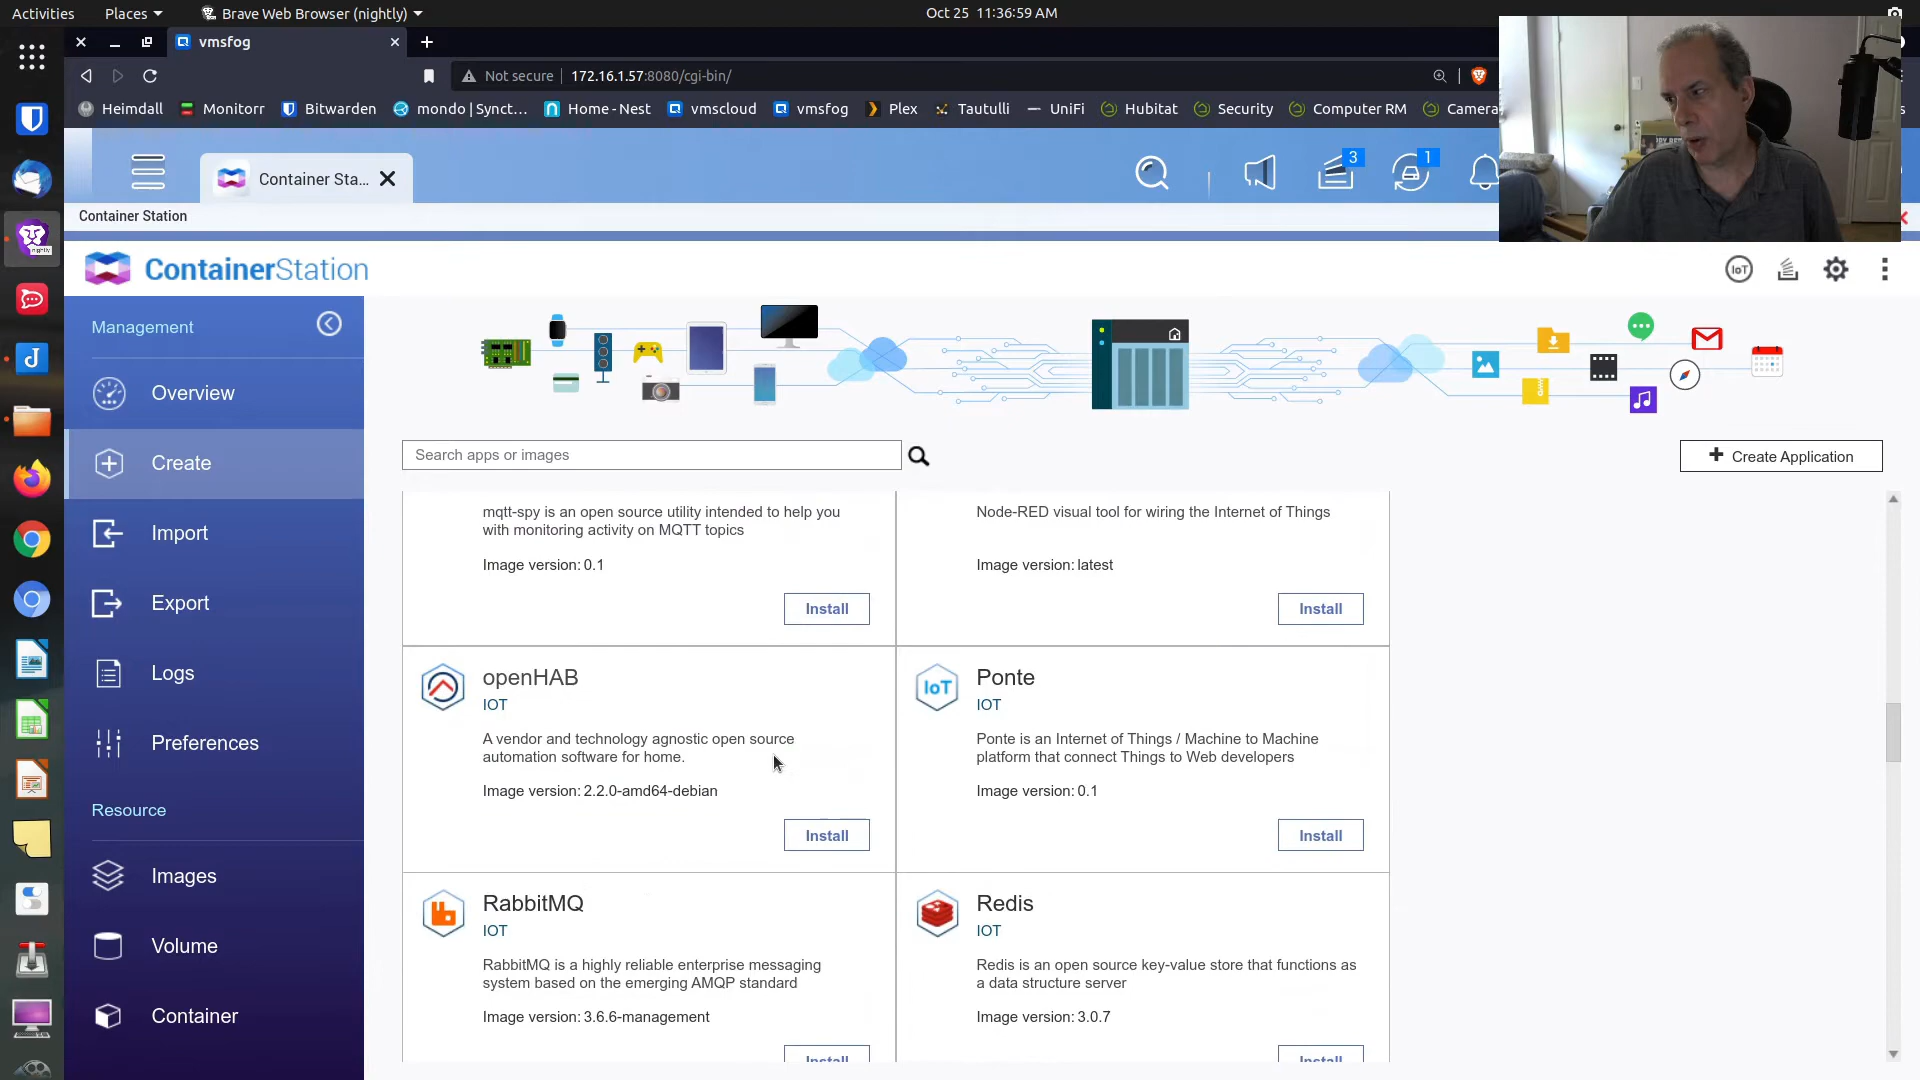 Activities
Places
Brave Web Browser (nightly)
Oct 25 11:36:59 AM
vmsfog
Not secure
172.16.1.57:8080/cgi-bin/
Heimdall
Monitorr
Bitwarden
mondo | Synct...
Home - Nest
vmscloud
vmsfog
Plex
Tautulli
UniFi
Hubitat
Security
Computer RM
Camera
Container Sta...
3
1
Container Station
ContainerStation
IoT
Management
Overview
Create
Import
Export
Logs
Preferences
Resource
Images
Volume
Container
Search apps or images
Create Application
mqtt-spy is an open source utility intended to help you
with monitoring activity on MQTT topics
Image version: 0.1
Install
Node-RED visual tool for wiring the Internet of Things
Image version: latest
Install
openHAB
IOT
A vendor and technology agnostic open source
automation software for home.
Image version: 2.2.0-amd64-debian
Install
IoT
Ponte
IOT
Ponte is an Internet of Things / Machine to Machine
platform that connect Things to Web developers
Image version: 0.1
Install
RabbitMQ
IOT
RabbitMQ is a highly reliable enterprise messaging
system based on the emerging AMQP standard
Image version: 3.6.6-management
Install
Redis
IOT
Redis is an open source key-value store that functions as
a data structure server
Image version: 3.0.7
Install
nightly